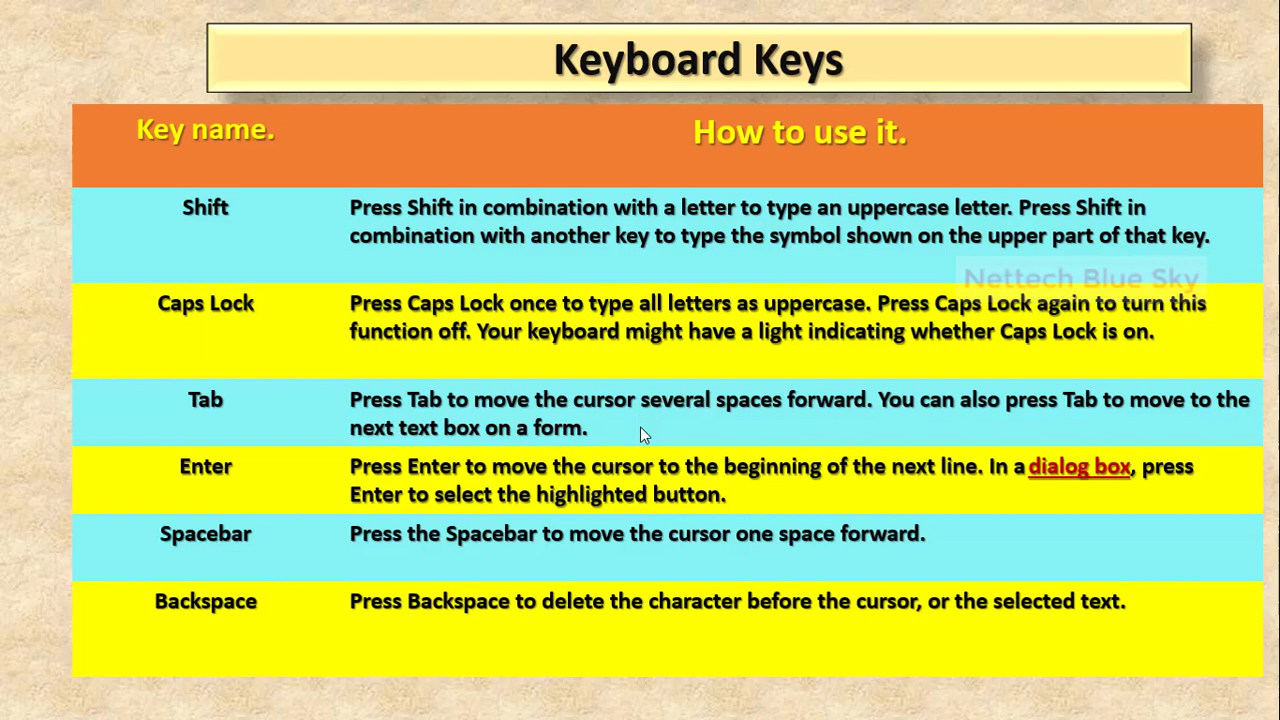 Keyboard Keys
Key name.
How to use it.
Shift
Press Shift in combination with a letter to type an uppercase letter. Press Shift in
combination with another key to type the symbol shown on the upper part of that key.
Nettech Blue Sky
Caps Lock
Press Caps Lock once to type all letters as uppercase. Press Caps Lock again to turn this
function off. Your keyboard might have a light indicating whether Caps Lock is on.
Tab
Press Tab to move the cursor several spaces forward. You can also press Tab to move to the
next text box on a form.
Enter
Press Enter to move the cursor to the beginning of the next line. In a dialog box, press
Enter to select the highlighted button.
Spacebar
Press the Spacebar to move the cursor one space forward.
Backspace
Press Backspace to delete the character before the cursor, or the selected text.